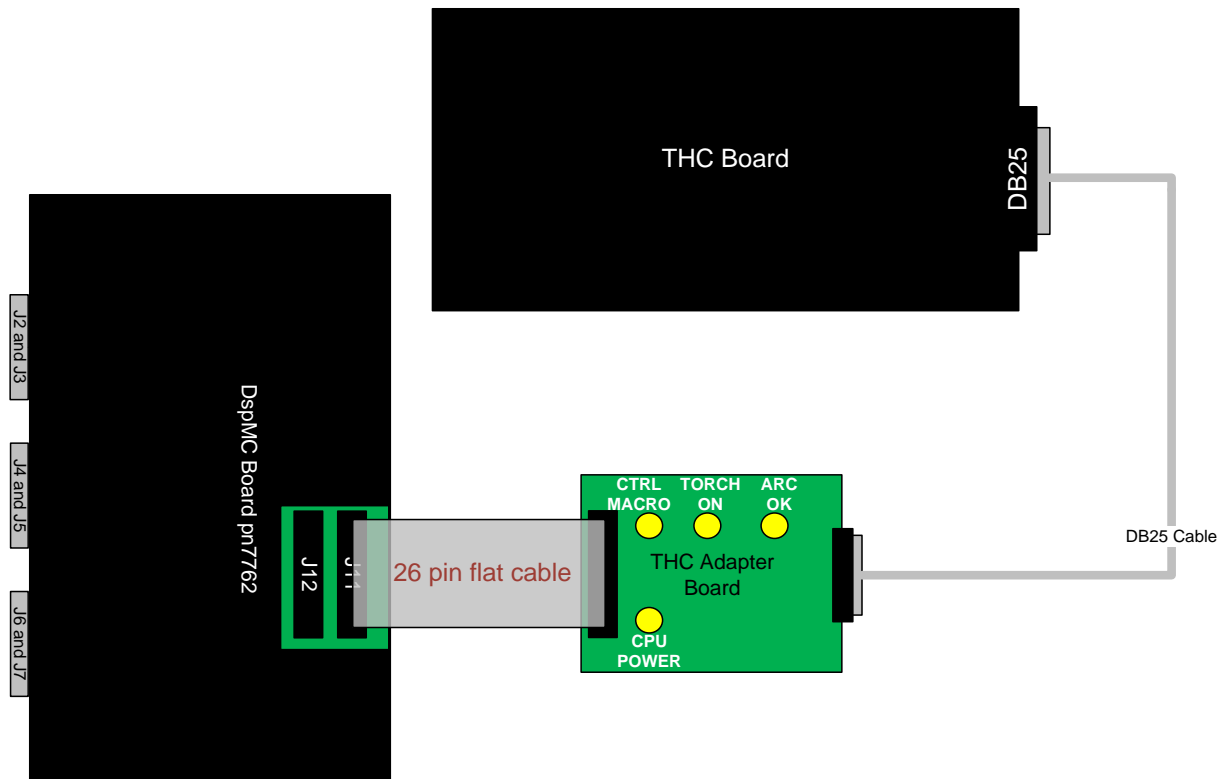 THC Board
DB25
J2 and J3
J4 and J5
J6 and J7
DspMC Board pn7762
J12
J11
26 pin flat cable
CTRL
MACRO
TORCH
ON
ARC
OK
THC Adapter
Board
CPU
POWER
DB25 Cable